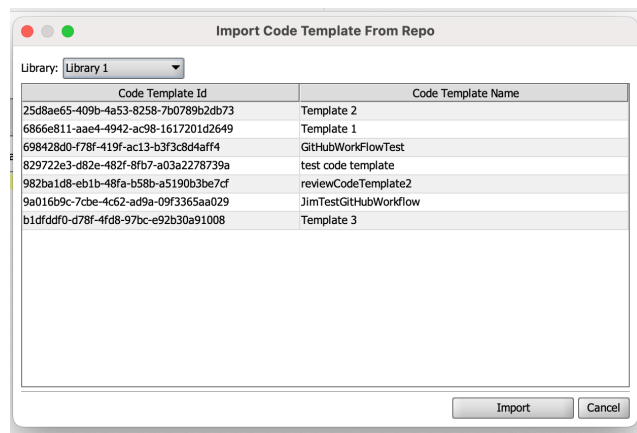 Import Code Template From Repo
Library: Library 1
Code Template Id Code Template Name
25d8ae65-409b-4a53-8258-7b0789b2db73 Template 2
6866e811-aae4-4942-ac98-1617201d2649 Template 1
698428d0-f78f-419f-ac13-b3f3c8d4aff4 GitHubWorkFlowTest
829722e3-d82e-482f-8fb7-a03a2278739a test code template
982ba1d8-eb1b-48fa-b58b-a5190b3be7cf reviewCodeTemplate2
9a016b9c-7cbe-4c62-ad9a-09f3365aa029 JimTestGitHubWorkflow
b1dfddf0-d78f-4fd8-97bc-e92b30a91008 Template 3
Import Cancel